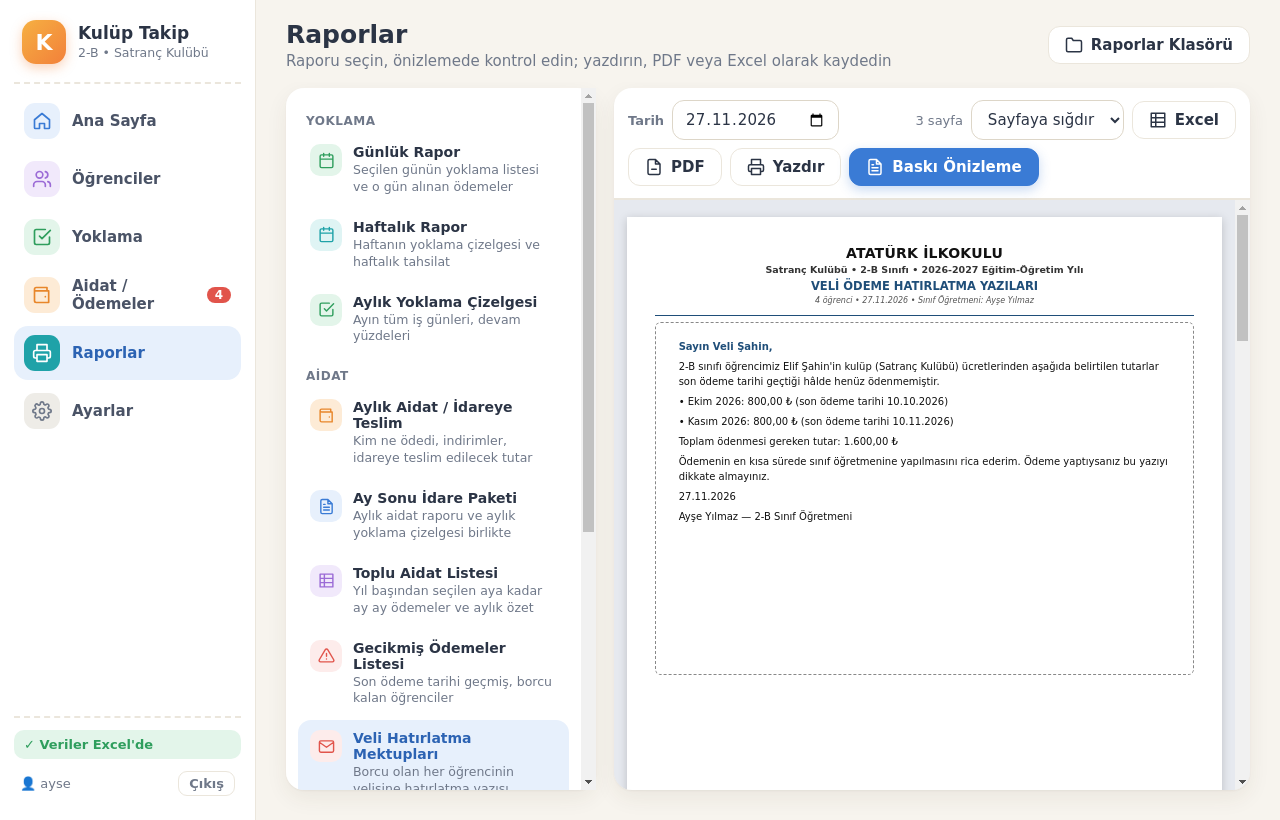 K
Kulüp Takip
2-B • Satranç Kulübü
Ana Sayfa
Öğrenciler
Yoklama
Aidat /
Ödemeler
4
Raporlar
Ayarlar
✓ Veriler Excel'de
ayse
Çıkış
Raporlar
Raporu seçin, önizlemede kontrol edin; yazdırın, PDF veya Excel olarak kaydedin
Raporlar Klasörü
YOKLAMA
Günlük Rapor
Seçilen günün yoklama listesi
ve o gün alınan ödemeler
Haftalık Rapor
Haftanın yoklama çizelgesi ve
haftalık tahsilat
Aylık Yoklama Çizelgesi
Ayın tüm iş günleri, devam
yüzdeleri
AİDAT
Aylık Aidat / İdareye
Teslim
Kim ne ödedi, indirimler,
idareye teslim edilecek tutar
Ay Sonu İdare Paketi
Aylık aidat raporu ve aylık
yoklama çizelgesi birlikte
Toplu Aidat Listesi
Yıl başından seçilen aya kadar
ay ay ödemeler ve aylık özet
Gecikmiş Ödemeler
Listesi
Son ödeme tarihi geçmiş, borcu
kalan öğrenciler
Veli Hatırlatma
Mektupları
Borcu olan her öğrencinin
velisine hatırlatma yazısı
Tarih
27.11.2026
3 sayfa
Sayfaya sığdır
Excel
PDF
Yazdır
Baskı Önizleme
ATATÜRK İLKOKULU
Satranç Kulübü • 2-B Sınıfı • 2026-2027 Eğitim-Öğretim Yılı
VELİ ÖDEME HATIRLATMA YAZILARI
4 öğrenci • 27.11.2026 • Sınıf Öğretmeni: Ayşe Yılmaz
Sayın Veli Şahin,
2-B sınıfı öğrencimiz Elif Şahin'in kulüp (Satranç Kulübü) ücretlerinden aşağıda belirtilen tutarlar
son ödeme tarihi geçtiği hâlde henüz ödenmemiştir.
• Ekim 2026: 800,00 ₺ (son ödeme tarihi 10.10.2026)
• Kasım 2026: 800,00 ₺ (son ödeme tarihi 10.11.2026)
Toplam ödenmesi gereken tutar: 1.600,00 ₺
Ödemenin en kısa sürede sınıf öğretmenine yapılmasını rica ederim. Ödeme yaptıysanız bu yazıyı
dikkate almayınız.
27.11.2026
Ayşe Yılmaz — 2-B Sınıf Öğretmeni